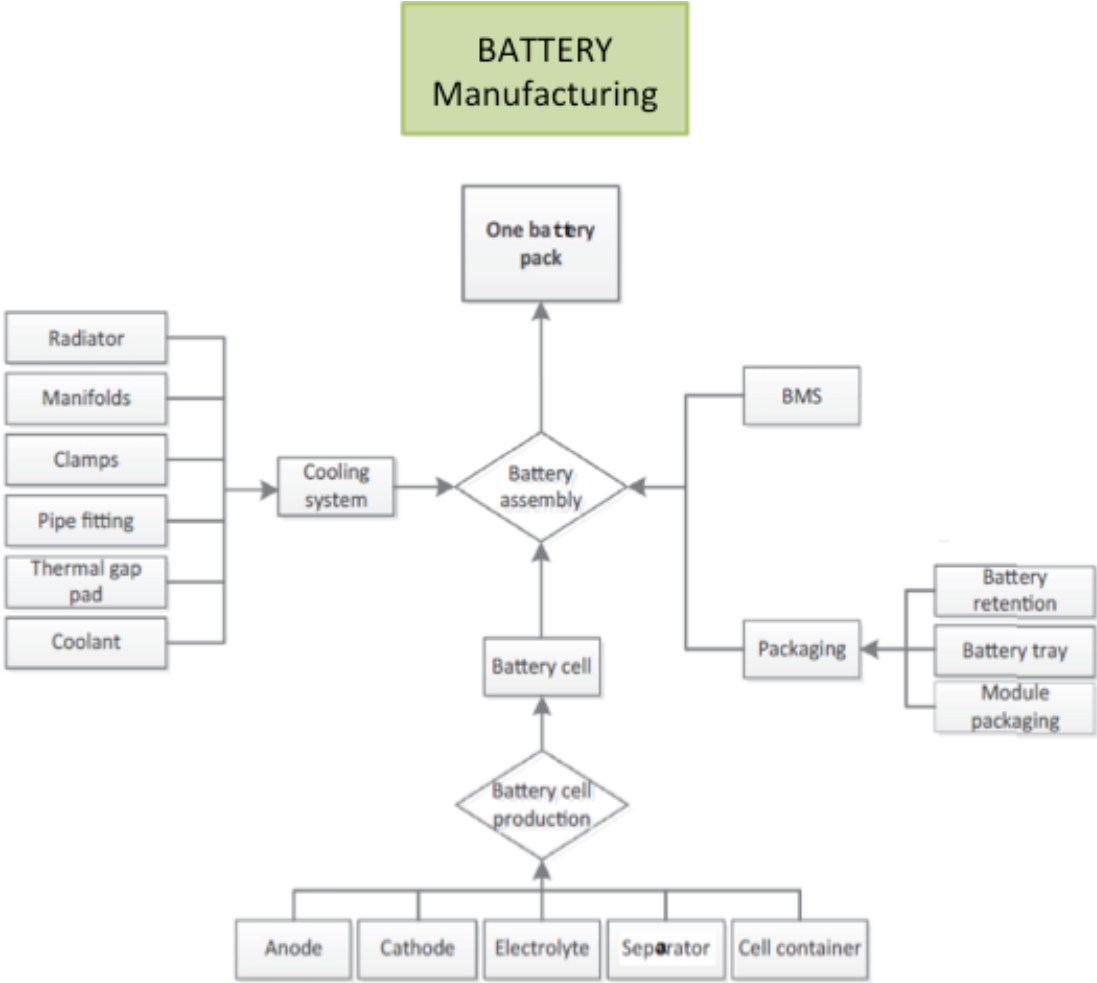 BATTERY
Manufacturing
One battery
pack
Radiator
Manifolds
Clamps
Pipe fitting
Thermal gap
pad
Coolant
Cooling
system
Battery
assembly
BMS
Battery
retention
Packaging
Battery tray
Module
packaging
Battery cell
Battery cell
production
Anode
Cathode
Electrolyte
Separator
Cell container